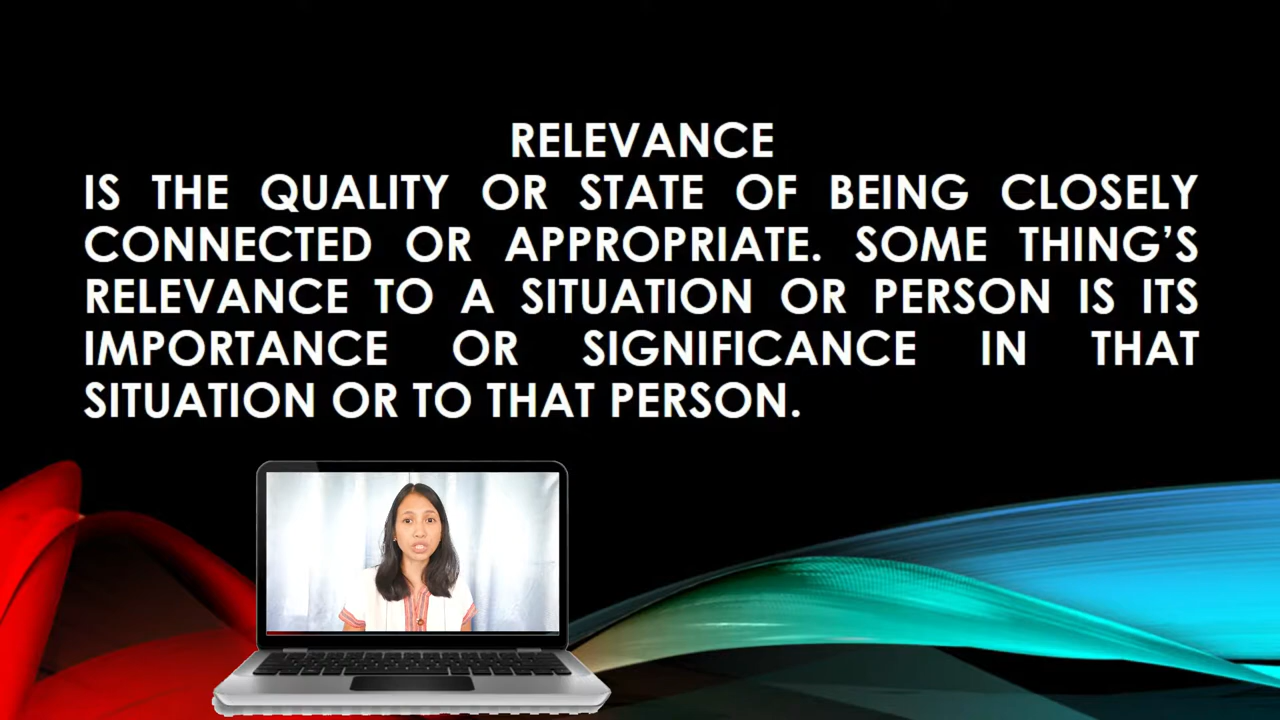 RELEVANCE
IS THE QUALITY OR STATE OF BEING CLOSELY
CONNECTED OR APPROPRIATE. SOME THING’S
RELEVANCE TO A SITUATION OR PERSON IS ITS
IMPORTANCE OR SIGNIFICANCE IN THAT
SITUATION OR TO THAT PERSON.